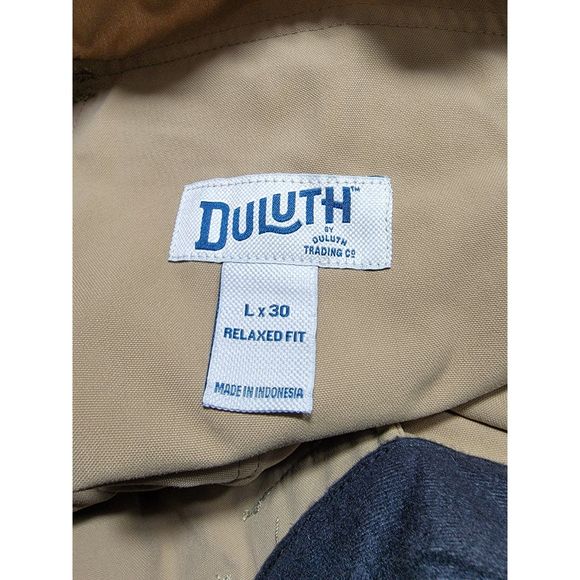 DULUTH™
BY
DULUTH
TRADING Cº
L x 30
RELAXED FIT
MADE IN INDONESIA